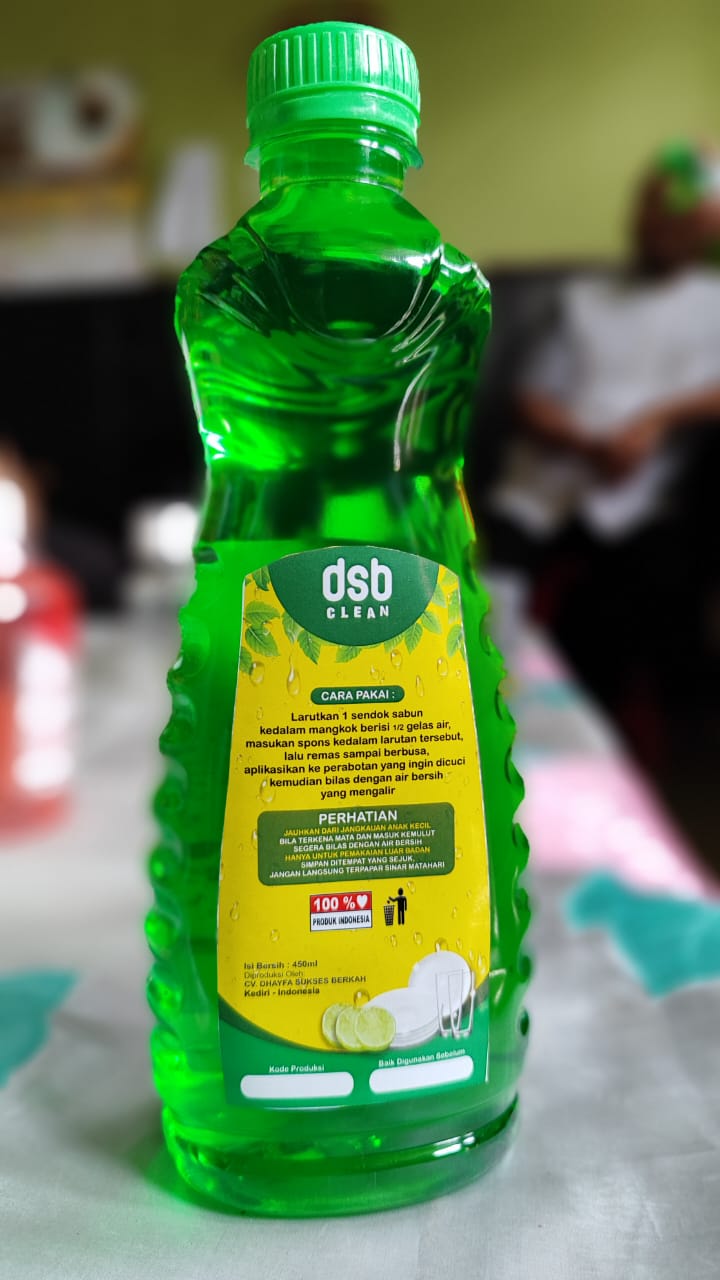 dsb
CLEAN
CARA PAKAI :
Larutkan 1 sendok sabun
kedalam mangkok berisi 1/2 gelas air,
masukan spons kedalam larutan tersebut,
lalu remas sampai berbusa,
aplikasikan ke perabotan yang ingin dicuci
kemudian bilas dengan air bersih
yang mengalir
PERHATIAN
JAUHKAN DARI JANGKAUAN ANAK KECIL
BILA TERKENA MATA DAN MASUK KEMULUT
SEGERA BILAS DENGAN AIR BERSIH
HANYA UNTUK PEMAKAIAN LUAR BADAN
SIMPAN DITEMPAT YANG SEJUK,
JANGAN LANGSUNG TERPAPAR SINAR MATAHARI
100 %
PRODUK INDONESIA
Isi Bersih : 450ml
Diproduksi Oleh:
CV. DHAYFA SUKSES BERKAH
Kediri - Indonesia
Kode Produksi
Baik Digunakan Sebelum